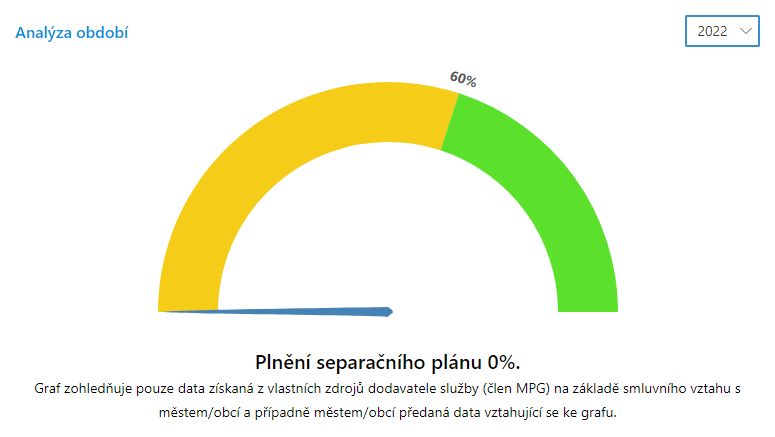 Analýza období
2022
60%
Plnění separačního plánu 0%.
Graf zohledňuje pouze data získaná z vlastních zdrojů dodavatele služby (člen MPG) na základě smluvního vztahu s
městem/obcí a případně městem/obcí předaná data vztahující se ke grafu.